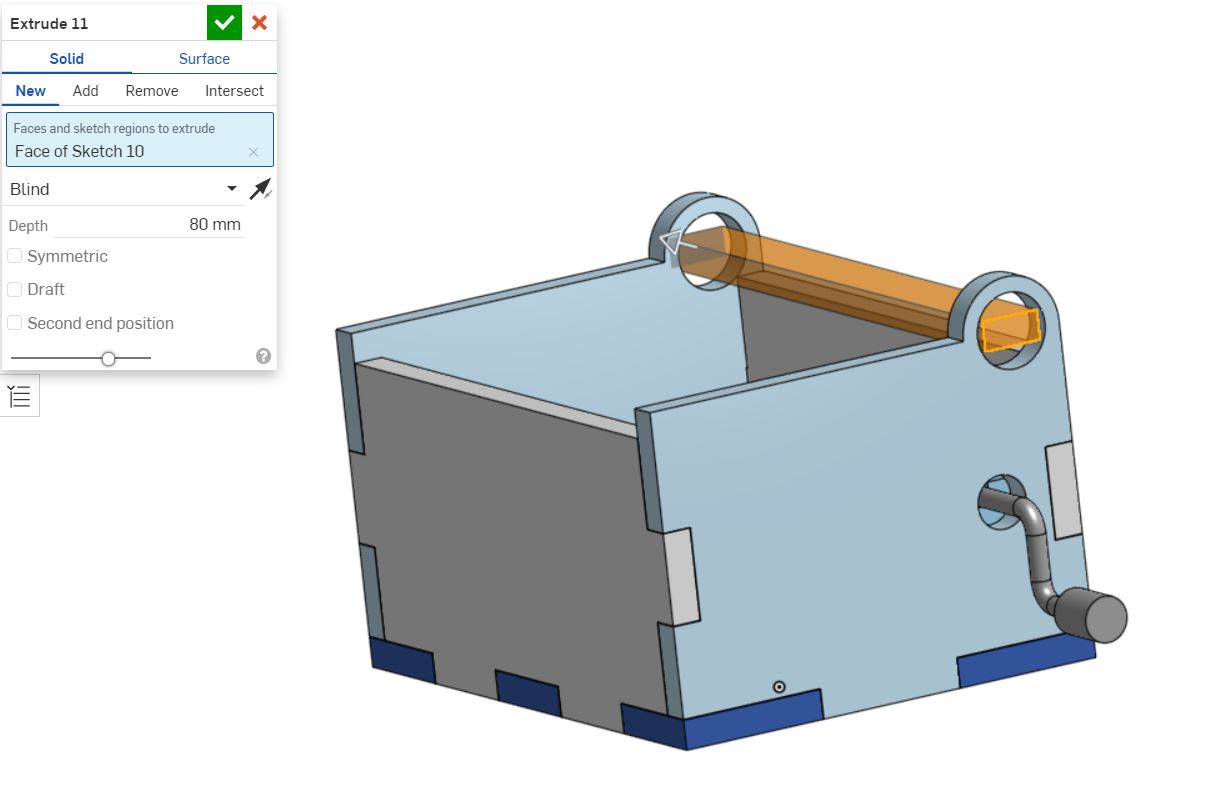 Extrude 11
Solid Surface
New Add Remove Intersect
Faces and sketch regions to extrude
Face of Sketch 10
Blind
Depth 80 mm
Symmetric
Draft
Second end position